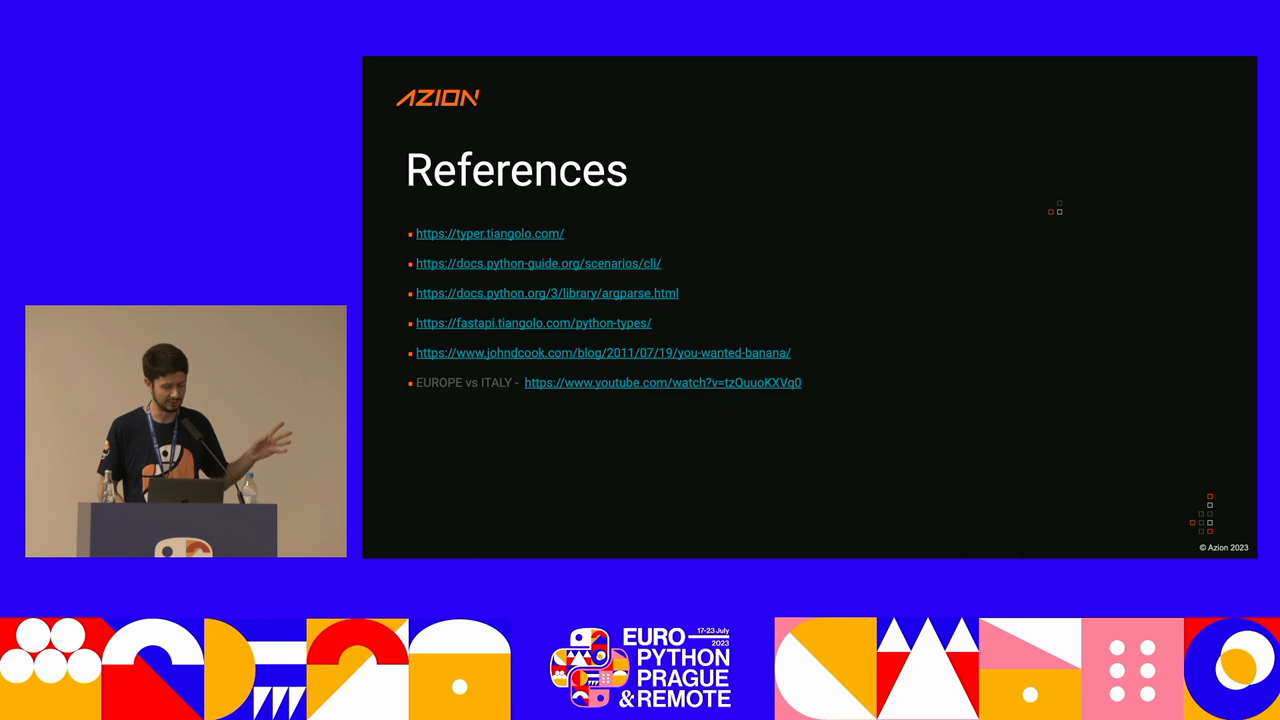 AZION
References
https://typer.tiangolo.com/
https://docs.python-guide.org/scenarios/cli/
https://docs.python.org/3/library/argparse.html
https://fastapi.tiangolo.com/python-types/
https://www.johndcook.com/blog/2011/07/19/you-wanted-banana/
EUROPE vs ITALY - https://www.youtube.com/watch?v=tzQuuoKXVq0
© Azion 2023
EURO 17-23 July 2023
PYTHON
PRAGUE
& REMOTE